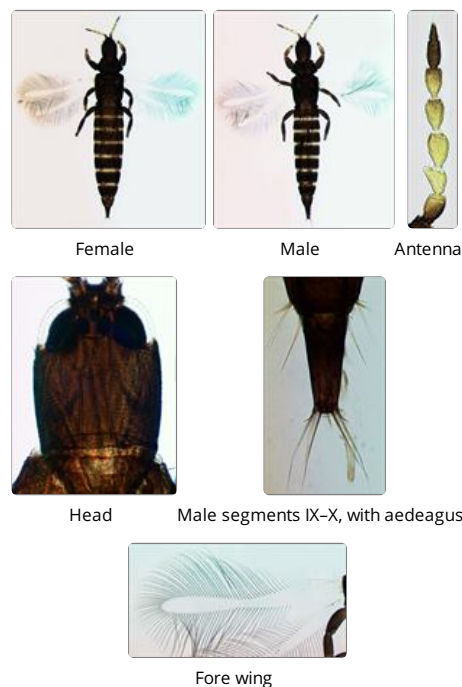 Female
Male
Antenna
Head
Male segments IX–X, with aedeagus
Fore wing